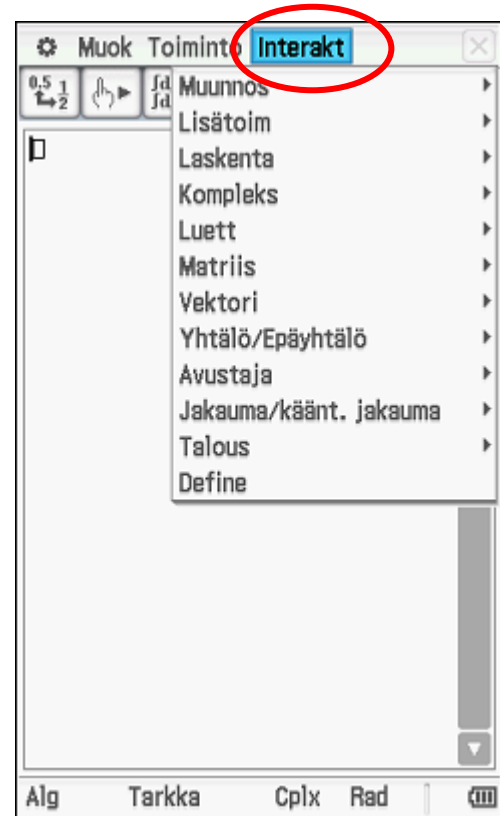 Muok Toiminto Interakt
0.5 1 2 ∫d ∫d
Muunnos
Lisätoim
Laskenta
Kompleks
Luett
Matriis
Vektori
Yhtälö/Epäyhtälö
Avustaja
Jakauma/käänt. jakauma
Talous
Define
Alg Tarkka Cplx Rad